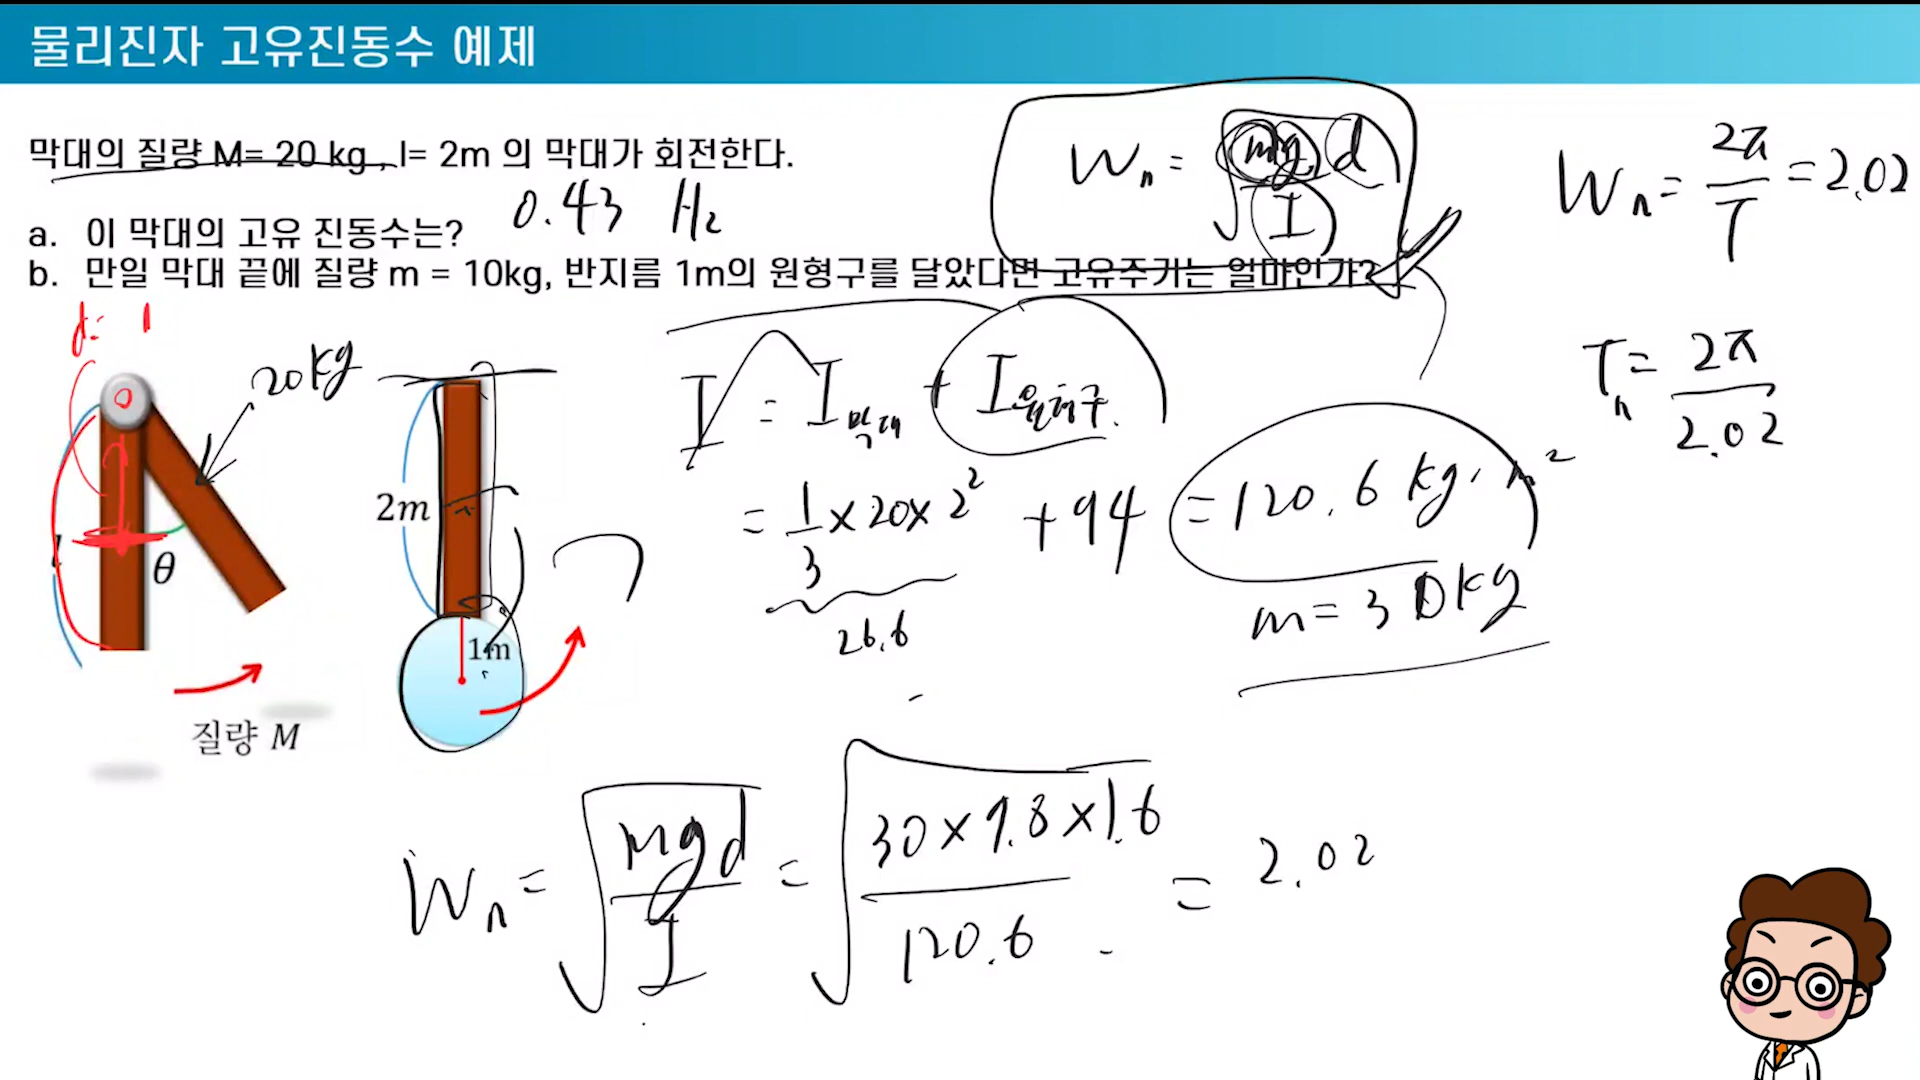 물리진자 고유진동수 예제
막대의 질량 M= 20 kg , l= 2m 의 막대가 회전한다.
a. 이 막대의 고유 진동수는? 0.43 Hz
b. 만일 막대 끝에 질량 m = 10kg, 반지름 1m의 원형구를 달았다면 고유주기는 얼마인가?
Wn = √mgd/I
Wn = 2π/T = 2.02
Tn = 2π/2.02
d= 1
20kg
I = I막대 + I원형구
= 1/3 × 20 × 2² + 94 = 120.6 kg·m²
26.6
m = 30kg
l
θ
2m
1m
질량 M
Wn = √mgd/I = √30×9.8×1.6/120.6 = 2.02